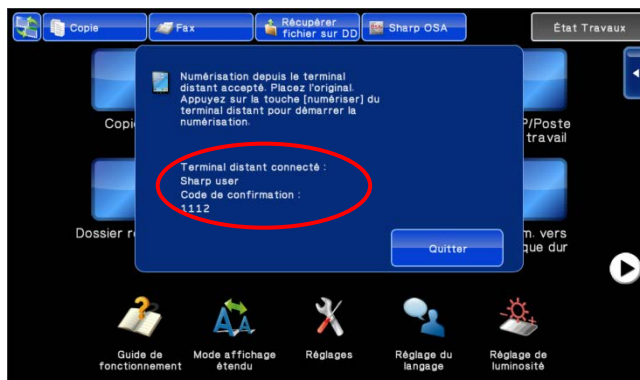 Copie
Fax
Récupérer
fichier sur DD
Sharp OSA
État Travaux
Numérisation depuis le terminal
distant accepté. Placez l'original.
Appuyez sur la touche [numériser] du
terminal distant pour démarrer la
numérisation.
Terminal distant connecté :
Sharp user
Code de confirmation :
1112
Quitter
Copi
P/Poste
travail
Dossier r
m. vers
que dur
Guide de
fonctionnement
Mode affichage
étendu
Réglages
Réglage du
langage
Réglage de
luminosité